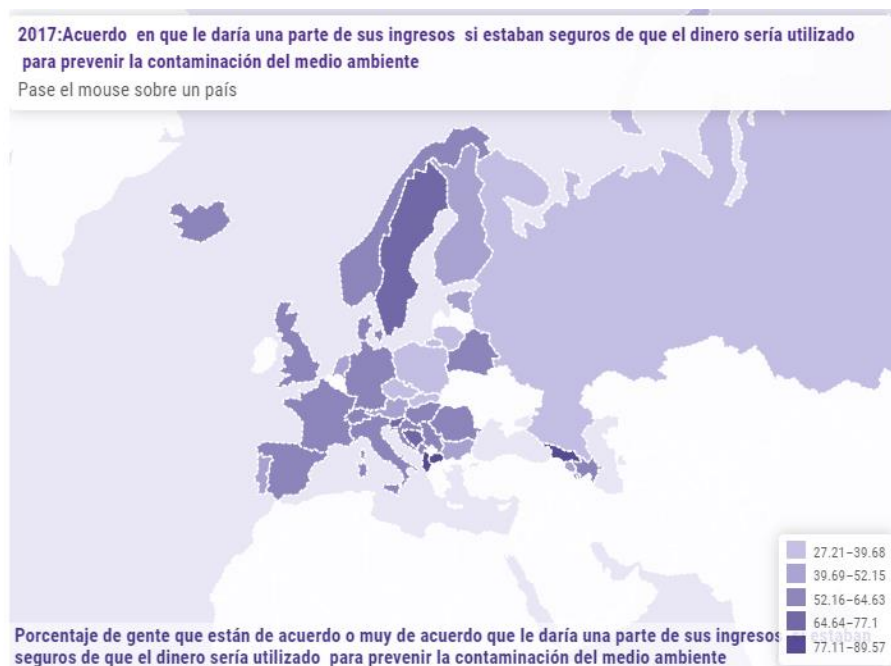 2017:Acuerdo en que le daría una parte de sus ingresos si estaban seguros de que el dinero sería utilizado
para prevenir la contaminación del medio ambiente
Pase el mouse sobre un país
27.21–39.68
39.69–52.15
52.16–64.63
64.64–77.1
77.11–89.57
Porcentaje de gente que están de acuerdo o muy de acuerdo que le daría una parte de sus ingresos si estaban
seguros de que el dinero sería utilizado para prevenir la contaminación del medio ambiente